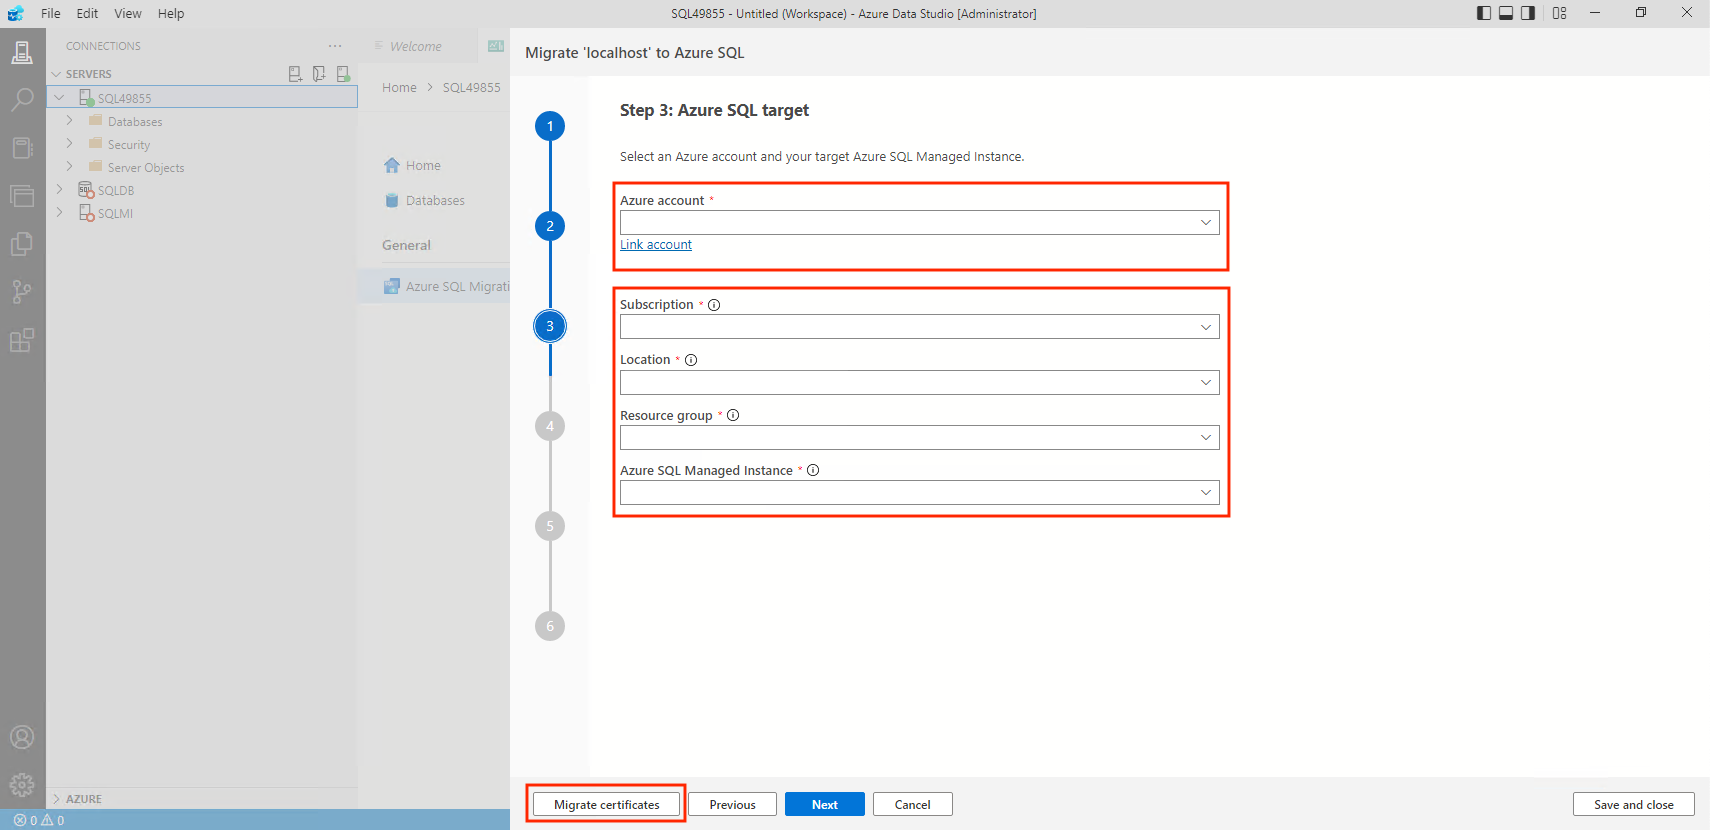 File Edit View Help
SQL49855 - Untitled (Workspace) - Azure Data Studio [Administrator]
CONNECTIONS
SERVERS
SQL49855
Databases
Security
Server Objects
SQLDB
SQLMI
AZURE
0 0
Welcome
Home > SQL49855
Home
Databases
General
Azure SQL Migrati
Migrate 'localhost' to Azure SQL
1
2
3
4
5
6
Step 3: Azure SQL target
Select an Azure account and your target Azure SQL Managed Instance.
Azure account *
Link account
Subscription *
Location *
Resource group *
Azure SQL Managed Instance *
Migrate certificates Previous Next Cancel Save and close